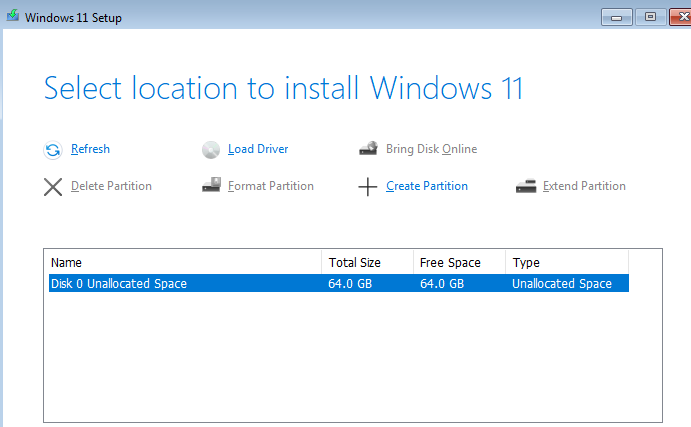 Windows 11 Setup
Select location to install Windows 11
Refresh Load Driver Bring Disk Online
Delete Partition Format Partition Create Partition Extend Partition
Name Total Size Free Space Type
Disk 0 Unallocated Space 64.0 GB 64.0 GB Unallocated Space